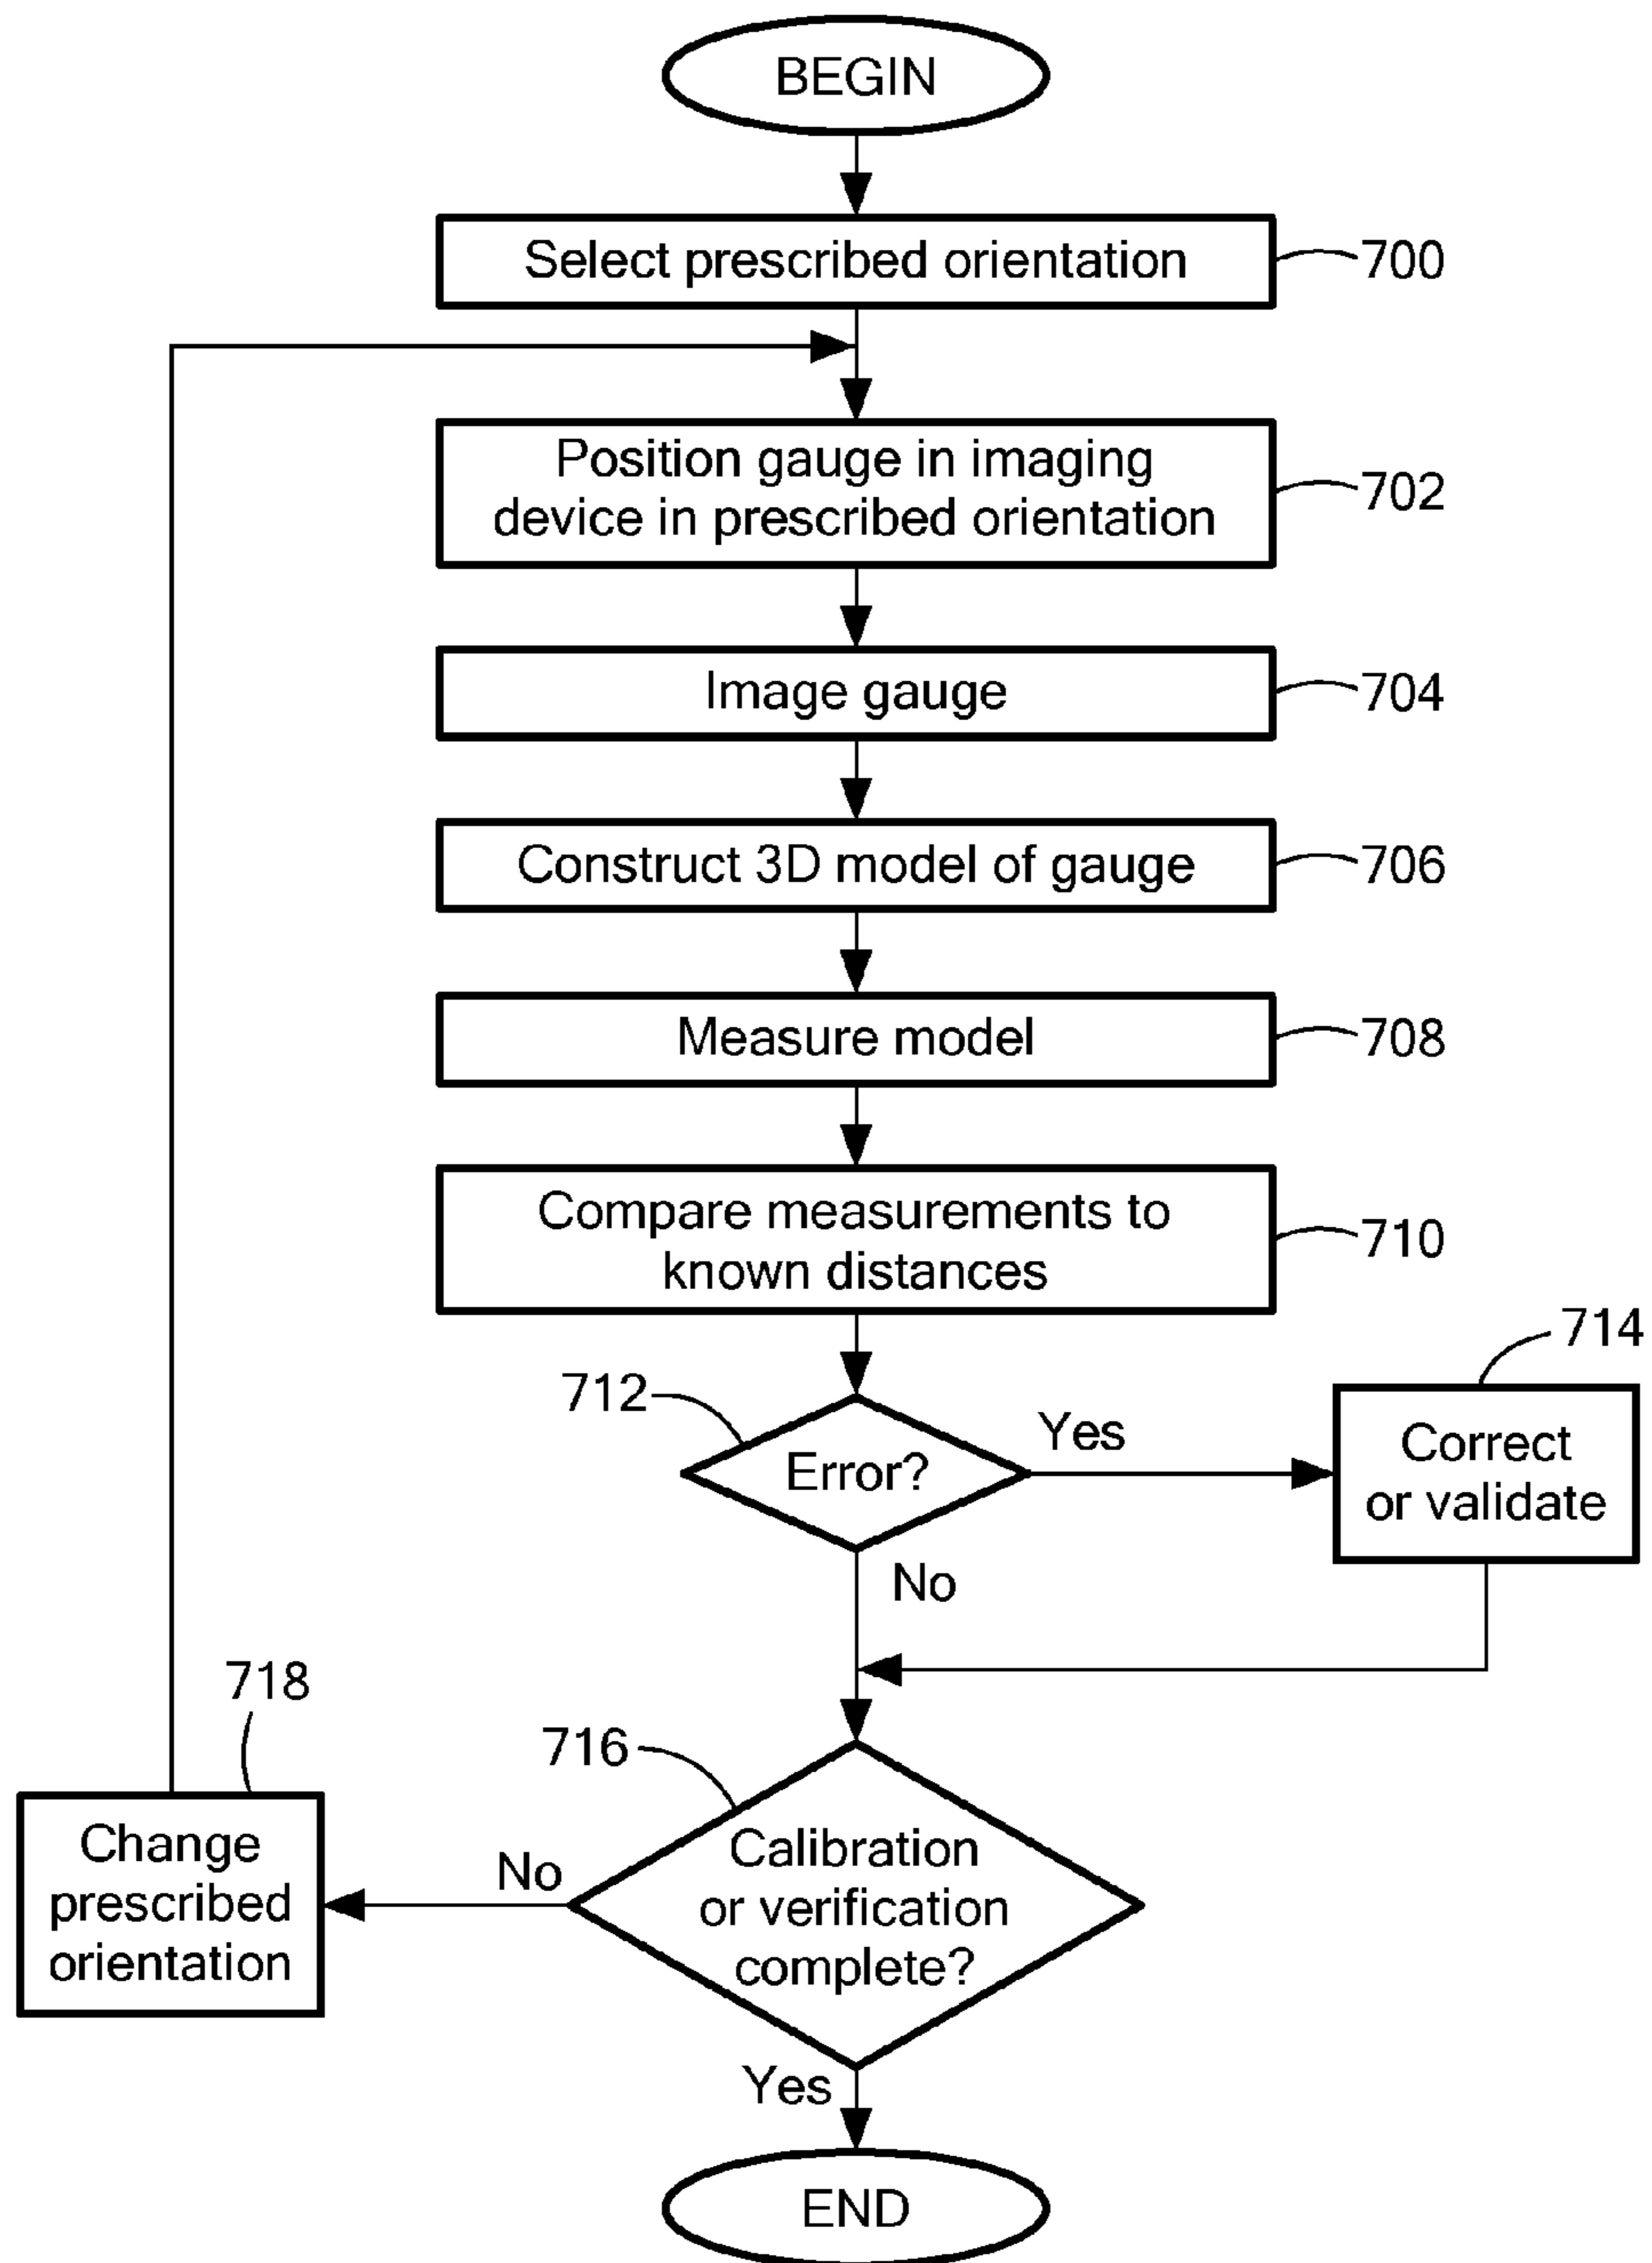 BEGIN
Select prescribed orientation
700
Position gauge in imaging
device in prescribed orientation
702
Image gauge
704
Construct 3D model of gauge
706
Measure model
708
Compare measurements to
known distances
710
712
Error?
Yes
No
714
Correct
or validate
716
Calibration
or verification
complete?
No
Yes
718
Change
prescribed
orientation
END